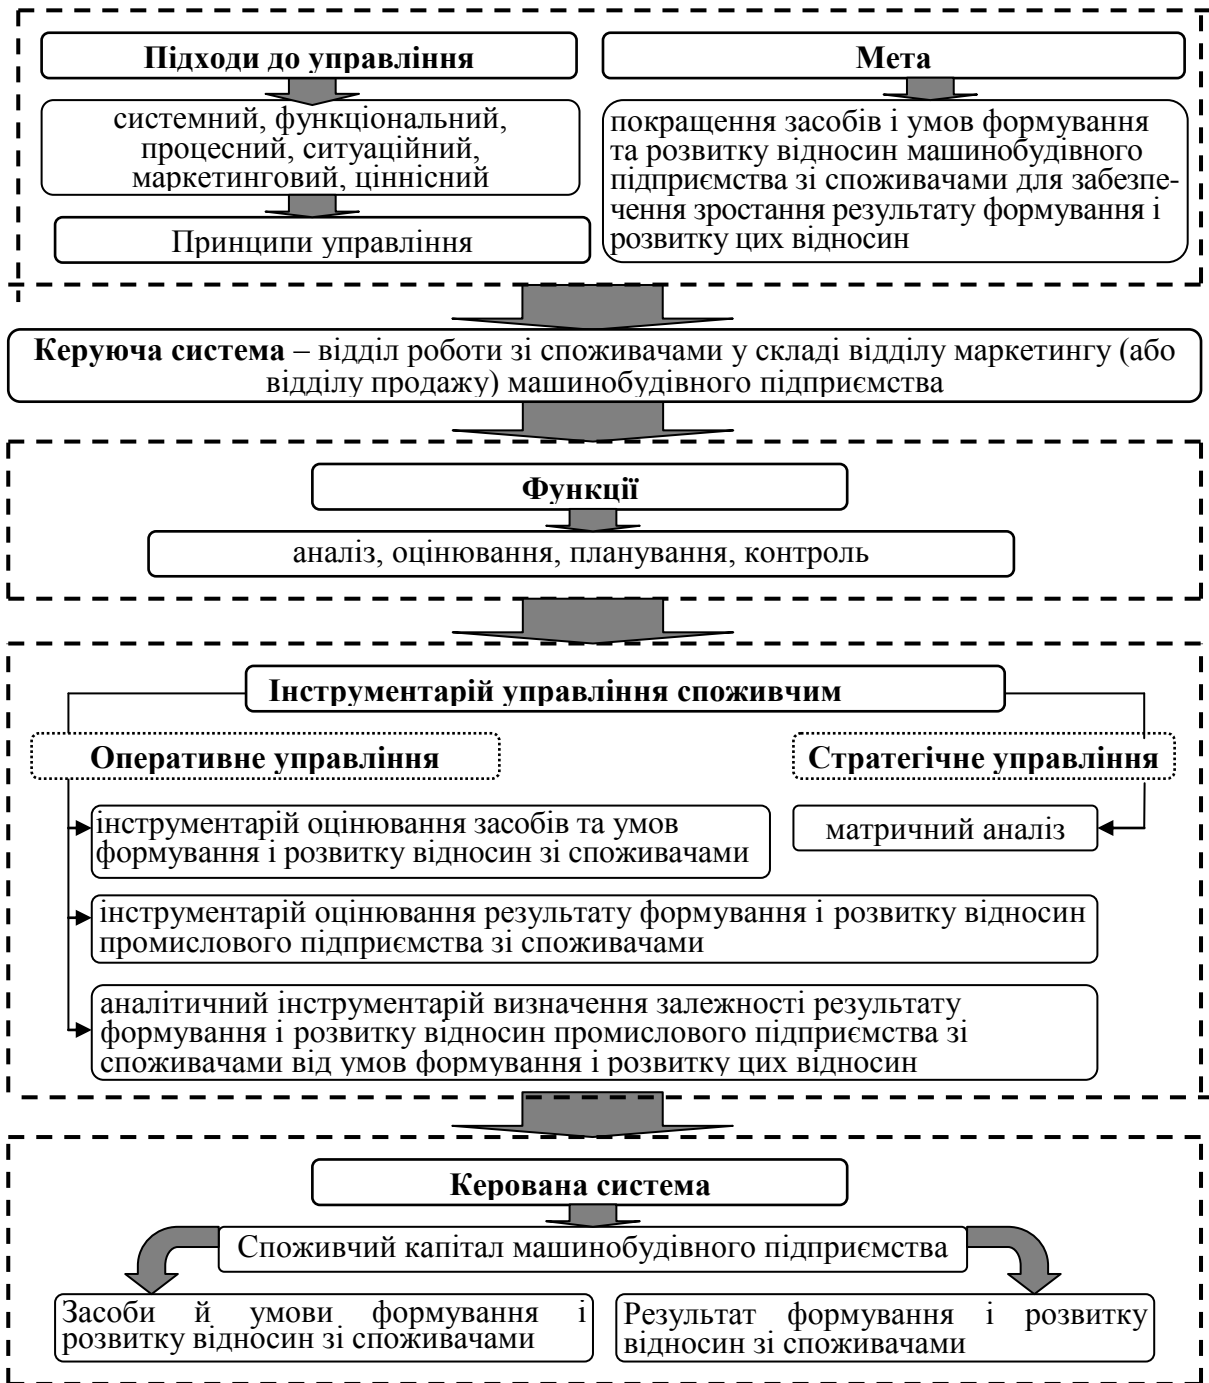 Підходи до управління
системний, функціональний,
процесний, ситуаційний,
маркетинговий, ціннісний
Принципи управління
Мета
покращення засобів і умов формування
та розвитку відносин машинобудівного
підприємства зі споживачами для забезпе-
чення зростання результату формування і
розвитку цих відносин
Керуюча система – відділ роботи зі споживачами у складі відділу маркетингу (або
відділу продажу) машинобудівного підприємства
Функції
аналіз, оцінювання, планування, контроль
Інструментарій управління споживчим
Оперативне управління
Стратегічне управління
інструментарій оцінювання засобів та умов
формування і розвитку відносин зі споживачами
матричний аналіз
інструментарій оцінювання результату формування і розвитку відносин
промислового підприємства зі споживачами
аналітичний інструментарій визначення залежності результату
формування і розвитку відносин промислового підприємства зі
споживачами від умов формування і розвитку цих відносин
Керована система
Споживчий капітал машинобудівного підприємства
Засоби й умови формування і
розвитку відносин зі споживачами
Результат формування і розвитку
відносин зі споживачами